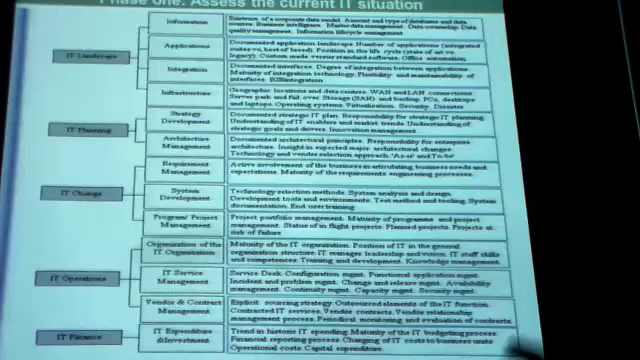 Phase One: Assess the current IT situation
IT Landscape
Information
Existence of a corporate data model. Amount and type of databases and data
sources. Business intelligence. Master data management. Data ownership. Data
quality management. Information lifecycle management
Applications
Documented application landscape. Number of applications (integrated
suites vs. best of breed). Position in the life cycle (state of art vs.
legacy). Custom made versus standard software. Office automation.
Integration
Documented interfaces. Degree of integration between applications.
Maturity of integration technology. Flexibility and maintainability of
interfaces. B2B integration
Infrastructure
Geographic locations and data centres. WAN and LAN connections
Server park and fail over. Storage (SAN) and backup. PCs, desktops
and laptops. Operating systems. Virtualization. Security. Disaster
IT Planning
Strategy
Development
Documented strategic IT plan. Responsibility for strategic IT planning.
Understanding of IT enablers and market trends. Understanding of
strategic goals and drivers. Innovation management
Architecture
Management
Documented architectural principles. Responsibility for enterprise
architecture. Insight in expected major architectural changes.
Technology and vendor selection approach. 'As-is' and 'To-be'
Requirement
Management
Active involvement of the business in articulating business needs and
expectations. Maturity of the requirements engineering processes.
IT Change
System
Development
Technology selection methods. System analysis and design.
Development tools and environments. Test method and tooling. System
documentation. End user training
Program/ Project
Management
Project portfolio management. Maturity of programme and project
management. Status of in flight projects. Planned projects. Projects at
risk of failure
IT Operations
Organization of the
IT Organization
Maturity of the IT organization. Position of IT in the general
organization structure. IT manager leadership and vision. IT staff skills
and competences. Training and development. Knowledge management.
IT Service
Management
Service Desk. Configuration mgmt. Functional application mgmt.
Incident and problem mgmt. Change and release mgmt. Availability
management. Continuity mgmt. Capacity mgmt. Security mgmt.
Vendor & Contract
Management
Explicit sourcing strategy. Outsourced elements of the IT function.
Contracted IT services. Vendor contracts. Vendor relationship
management process. Periodical monitoring and evaluation of contracts.
IT Finance
IT Expenditure
&Investment
Trend in historic IT spending. Maturity of the IT budgeting process.
Financial reporting process. Charging of IT costs to business units
Operational costs. Capital expenditure.